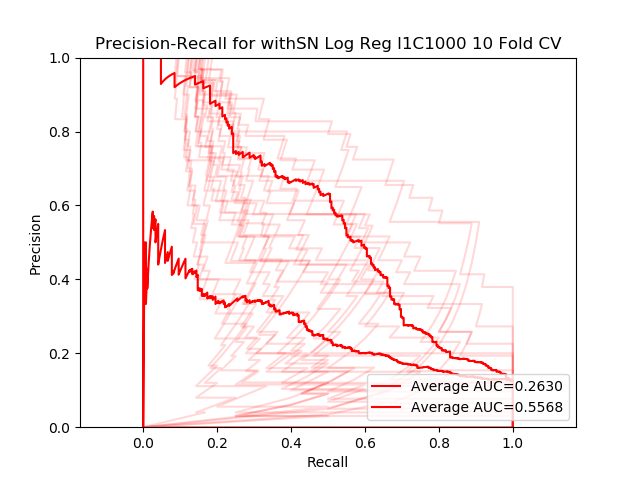 Precision-Recall for withSN Log Reg l1C1000 10 Fold CV
1.0
0.8
0.6
0.4
0.2
0.0
Precision
0.0 0.2 0.4 0.6 0.8 1.0
Recall
Average AUC=0.2630
Average AUC=0.5568